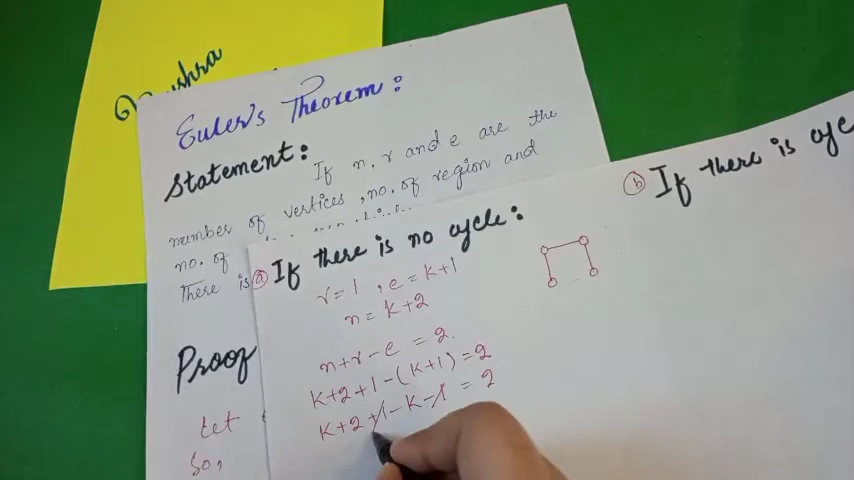 Euler's Theorem:
Statement:
If n, r and e are the
number of vertices, no. of region and
no. of
There is
Proof
Let
So,
(a) If there is no cycle:
r = 1, e = k+1
n = k+2
n+r-e = 2.
k+2+1-(k+1) = 2
k+2+1-k-1 = 2
(b) If there is cyc